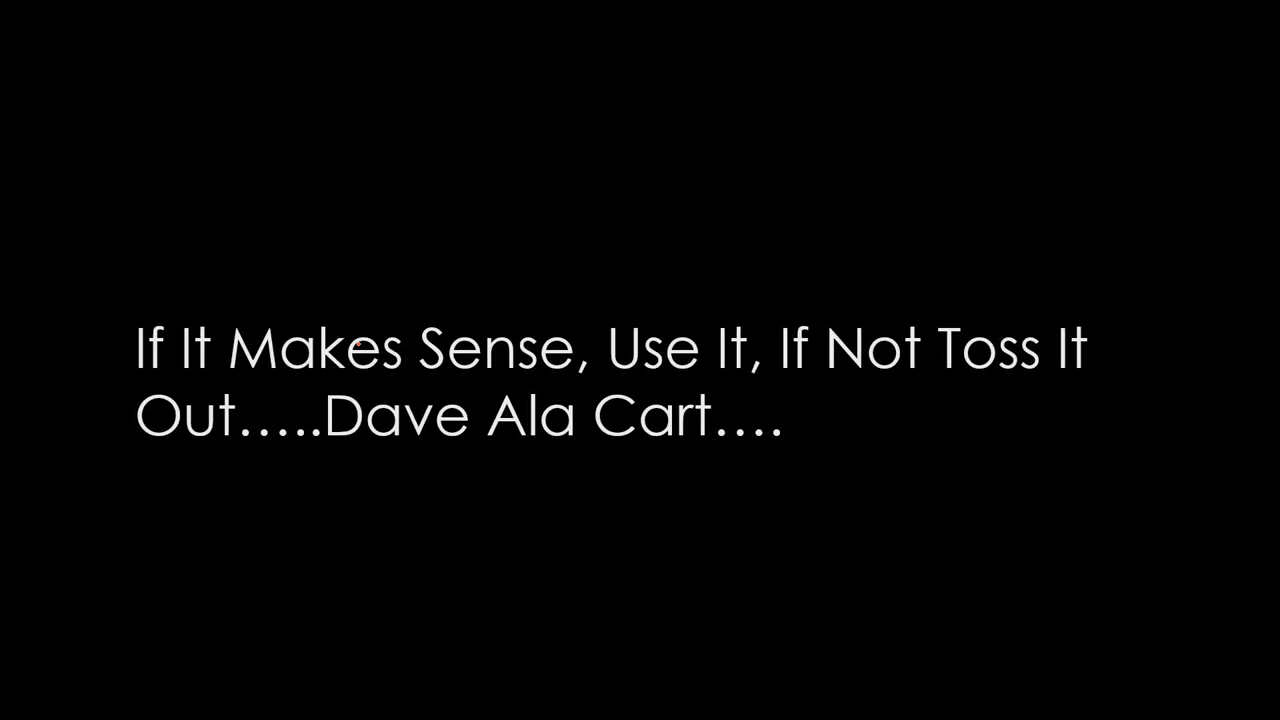 If It Makes Sense, Use It, If Not Toss It
Out.....Dave Ala Cart....